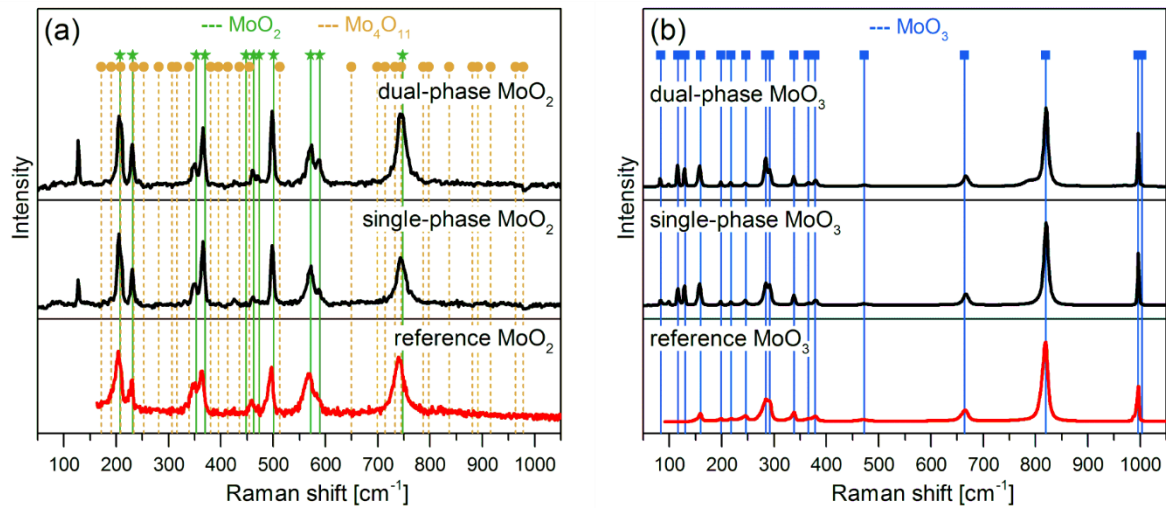 (a)
--- MoO₂ --- Mo₄O₁₁
dual-phase MoO₂
single-phase MoO₂
reference MoO₂
Intensity
100 200 300 400 500 600 700 800 900 1000
Raman shift [cm⁻¹]
(b)
--- MoO₃
dual-phase MoO₃
single-phase MoO₃
reference MoO₃
Intensity
100 200 300 400 500 600 700 800 900 1000
Raman shift [cm⁻¹]